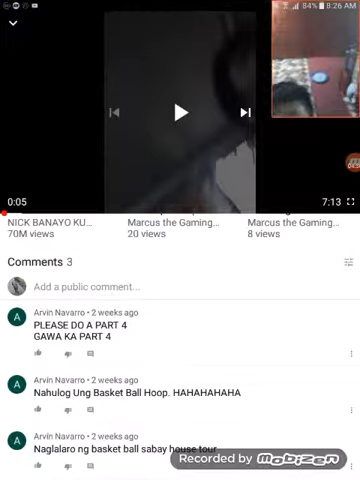 84% 8:26 AM
0:05
7:13
NICK BANAYO KU...
Marcus the Gaming...
Marcus the Gaming...
70M views
20 views
8 views
Comments 3
Add a public comment...
A
Arvin Navarro • 2 weeks ago
PLEASE DO A PART 4
GAWA KA PART 4
A
Arvin Navarro • 2 weeks ago
Nahulog Ung Basket Ball Hoop. HAHAHAHAHA
A
Arvin Navarro • 2 weeks ago
Naglalaro ng basket ball sabay house tour
Recorded by mobizen